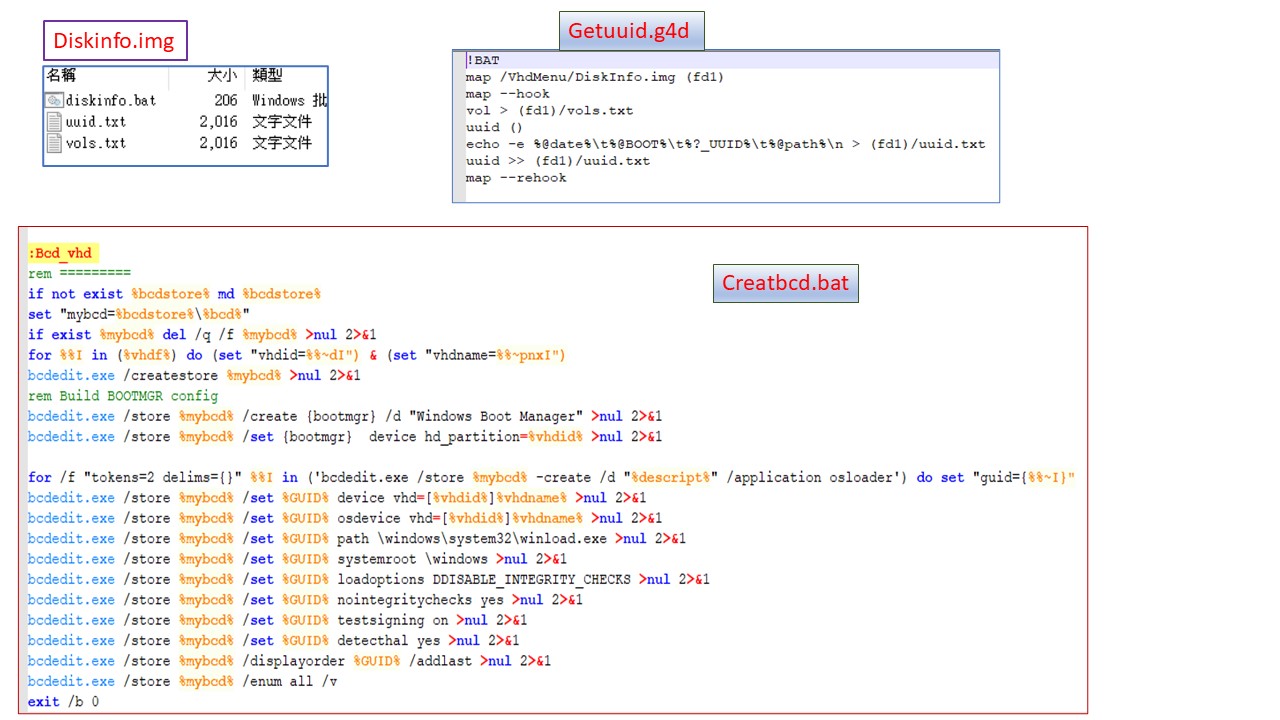 Diskinfo.img
名稱 大小 類型
diskinfo.bat 206 Windows 批
uuid.txt 2,016 文字文件
vols.txt 2,016 文字文件
Getuuid.g4d
!BAT
map /VhdMenu/DiskInfo.img (fd1)
map --hook
vol > (fd1)/vols.txt
uuid ()
echo -e %@date%\t%@BOOT%\t%?_UUID%\t%@path%\n > (fd1)/uuid.txt
uuid >> (fd1)/uuid.txt
map --rehook
Creatbcd.bat
:Bcd_vhd
rem =========
if not exist %bcdstore% md %bcdstore%
set "mybcd=%bcdstore%\%bcd%"
if exist %mybcd% del /q /f %mybcd% >nul 2>&1
for %%I in (%vhdf%) do (set "vhdid=%%~dI") & (set "vhdname=%%~pnxI")
bcdedit.exe /createstore %mybcd% >nul 2>&1
rem Build BOOTMGR config
bcdedit.exe /store %mybcd% /create {bootmgr} /d "Windows Boot Manager" >nul 2>&1
bcdedit.exe /store %mybcd% /set {bootmgr}  device hd_partition=%vhdid% >nul 2>&1
for /f "tokens=2 delims={}" %%I in ('bcdedit.exe /store %mybcd% -create /d "%descript%" /application osloader') do set "guid={%%~I}"
bcdedit.exe /store %mybcd% /set %GUID% device vhd=[%vhdid%]%vhdname% >nul 2>&1
bcdedit.exe /store %mybcd% /set %GUID% osdevice vhd=[%vhdid%]%vhdname% >nul 2>&1
bcdedit.exe /store %mybcd% /set %GUID% path \windows\system32\winload.exe >nul 2>&1
bcdedit.exe /store %mybcd% /set %GUID% systemroot \windows >nul 2>&1
bcdedit.exe /store %mybcd% /set %GUID% loadoptions DDISABLE_INTEGRITY_CHECKS >nul 2>&1
bcdedit.exe /store %mybcd% /set %GUID% nointegritychecks yes >nul 2>&1
bcdedit.exe /store %mybcd% /set %GUID% testsigning on >nul 2>&1
bcdedit.exe /store %mybcd% /set %GUID% detecthal yes >nul 2>&1
bcdedit.exe /store %mybcd% /displayorder %GUID% /addlast >nul 2>&1
bcdedit.exe /store %mybcd% /enum all /v
exit /b 0